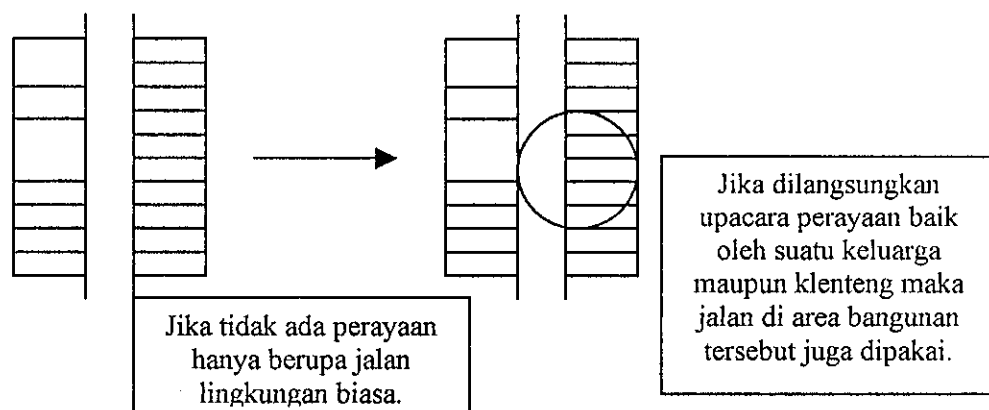 Jika tidak ada perayaan
hanya berupa jalan
lingkungan biasa.
Jika dilangsungkan
upacara perayaan baik
oleh suatu keluarga
maupun klenteng maka
jalan di area bangunan
tersebut juga dipakai.